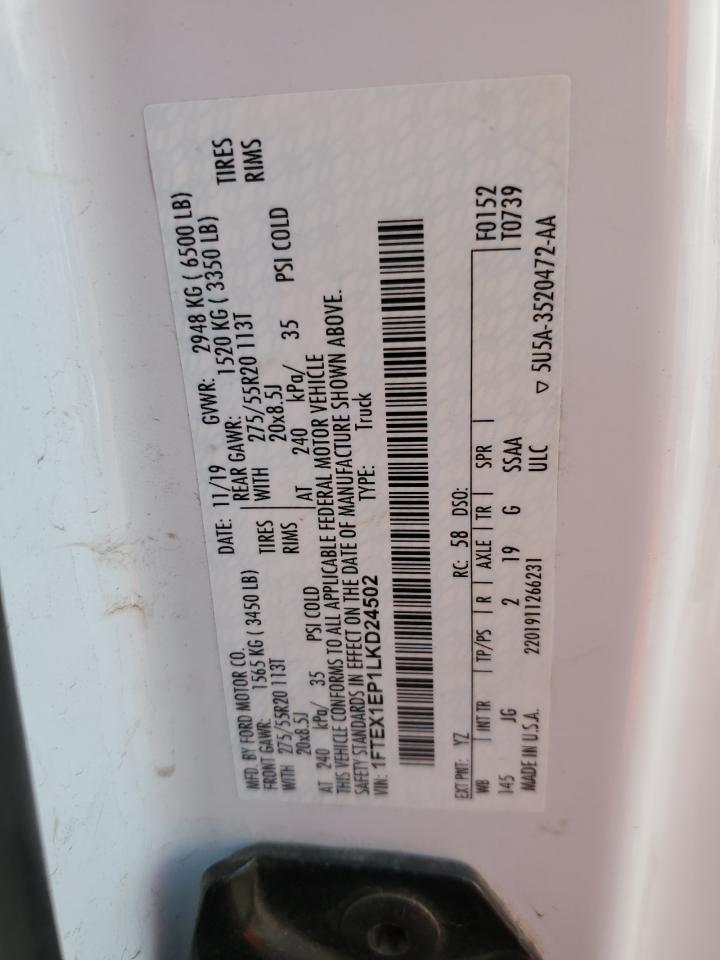 MFD. BY FORD MOTOR CO. DATE: 11/19 GVWR: 2948 KG ( 6500 LB)
FRONT GAWR: 1565 KG ( 3450 LB) REAR GAWR: 1520 KG ( 3350 LB)
WITH 275/55R20 113T TIRES WITH 275/55R20 113T TIRES
20x8.5J RIMS 20x8.5J RIMS
AT 240 kPa/ 35 PSI COLD AT 240 kPa/ 35 PSI COLD
THIS VEHICLE CONFORMS TO ALL APPLICABLE FEDERAL MOTOR VEHICLE
SAFETY STANDARDS IN EFFECT ON THE DATE OF MANUFACTURE SHOWN ABOVE.
VIN: 1FTEX1EP1LKD24502 TYPE: Truck
EXT PNT: YZ RC: 58 DSO: F0152
WB INT TR TP/PS R AXLE TR SPR T0739
145 JG 2 19 G SSAA
MADE IN U.S.A. 2201911266231 ULC ▽ 5U5A-3520472-AA